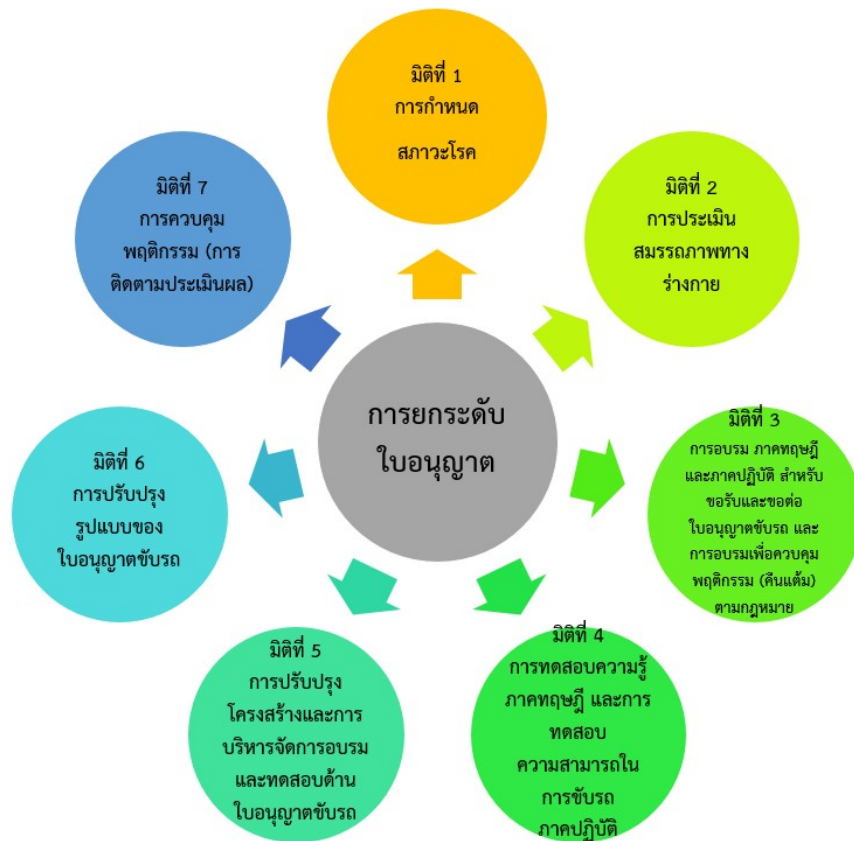 มิติที่ 1
การกำหนด
สภาวะโรค
มิติที่ 2
การประเมิน
สมรรถภาพทาง
ร่างกาย
มิติที่ 3
การอบรม ภาคทฤษฎี
และภาคปฏิบัติ สำหรับ
ขอรับและขอต่อ
ใบอนุญาตขับรถ และ
การอบรมเพื่อควบคุม
พฤติกรรม (คืนแต้ม)
ตามกฎหมาย
มิติที่ 4
การทดสอบความรู้
ภาคทฤษฎี และการ
ทดสอบ
ความสามารถใน
การขับรถ
ภาคปฏิบัติ
มิติที่ 5
การปรับปรุง
โครงสร้างและการ
บริหารจัดการอบรม
และทดสอบด้าน
ใบอนุญาตขับรถ
มิติที่ 6
การปรับปรุง
รูปแบบของ
ใบอนุญาตขับรถ
มิติที่ 7
การควบคุม
พฤติกรรม (การ
ติดตามประเมินผล)
การยกระดับ
ใบอนุญาต